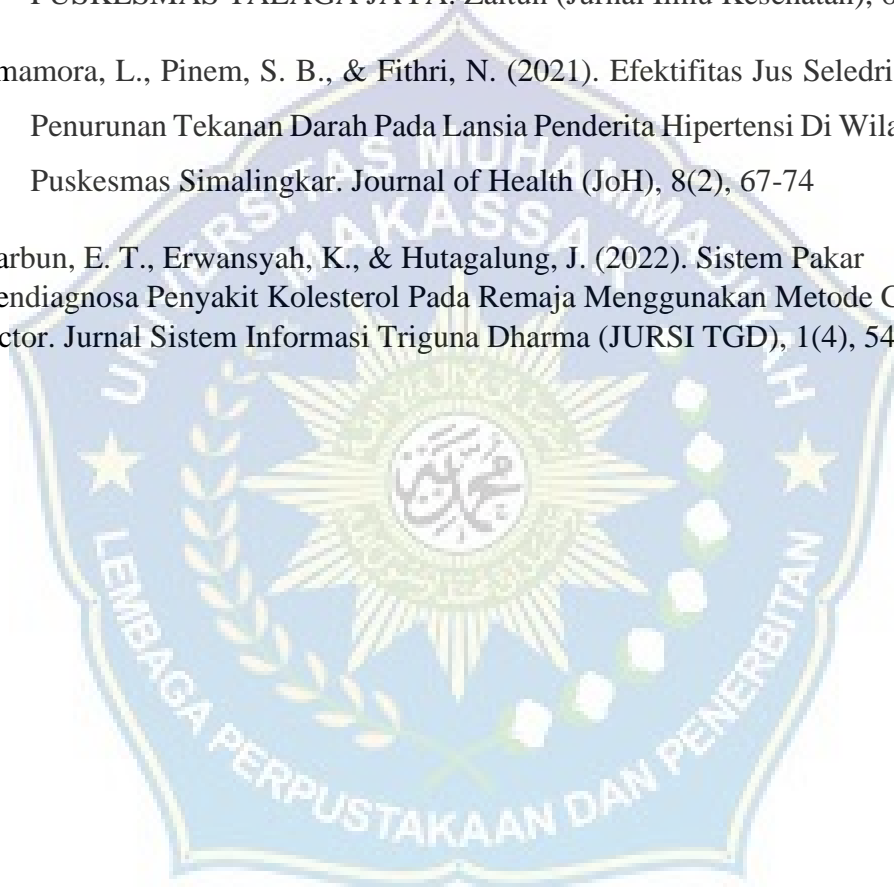 PUSKESMAS TALAGA JAYA. Zaitun (Jurnal Ilmu Kesehatan),
mamora, L., Pinem, S. B., & Fithri, N. (2021). Efektifitas Jus Seledri
Penurunan Tekanan Darah Pada Lansia Penderita Hipertensi Di Wila
Puskesmas Simalingkar. Journal of Health (JoH), 8(2), 67-74
arbun, E. T., Erwansyah, K., & Hutagalung, J. (2022). Sistem Pakar
endiagnosa Penyakit Kolesterol Pada Remaja Menggunakan Metode C
ctor. Jurnal Sistem Informasi Triguna Dharma (JURSI TGD), 1(4), 54
UNIVERSITAS MUHAMMADIYAH
MAKASSAR
محمد
LEMBAGA PERPUSTAKAAN DAN PENERBITAN